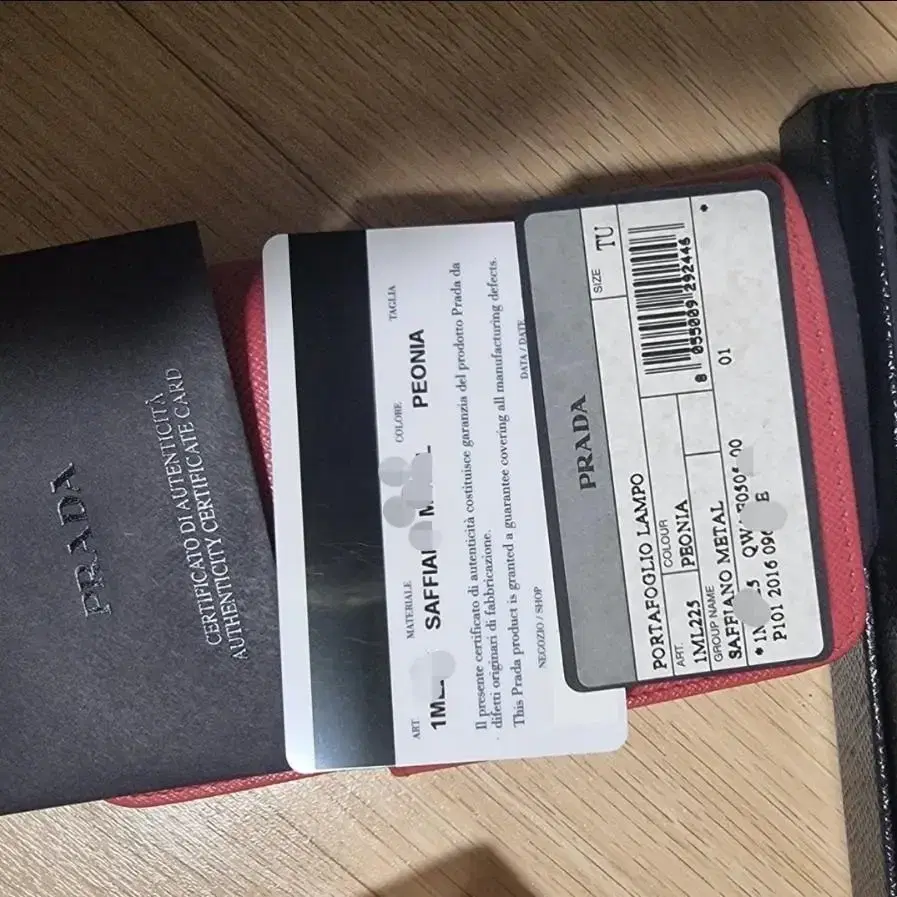 PRADA
CERTIFICATO DI AUTENTICITÀ
AUTHENTICITY CERTIFICATE CARD
ART. MATERIALE COLORE TAGLIA
PEONIA
Il presente certificato di autenticità costituisce garanzia del prodotto Prada da
difetti originari di fabbricazione.
This Prada product is granted a guarantee covering all manufacturing defects.
NEGOZIO / SHOP DATA / DATE
PRADA
SIZE TU
PORTAFOGLIO LAMPO
ART. COLOUR
1ML225 PEONIA
8 055009 292446
GROUP NAME
SAFFIANO METAL 01
P101 2016